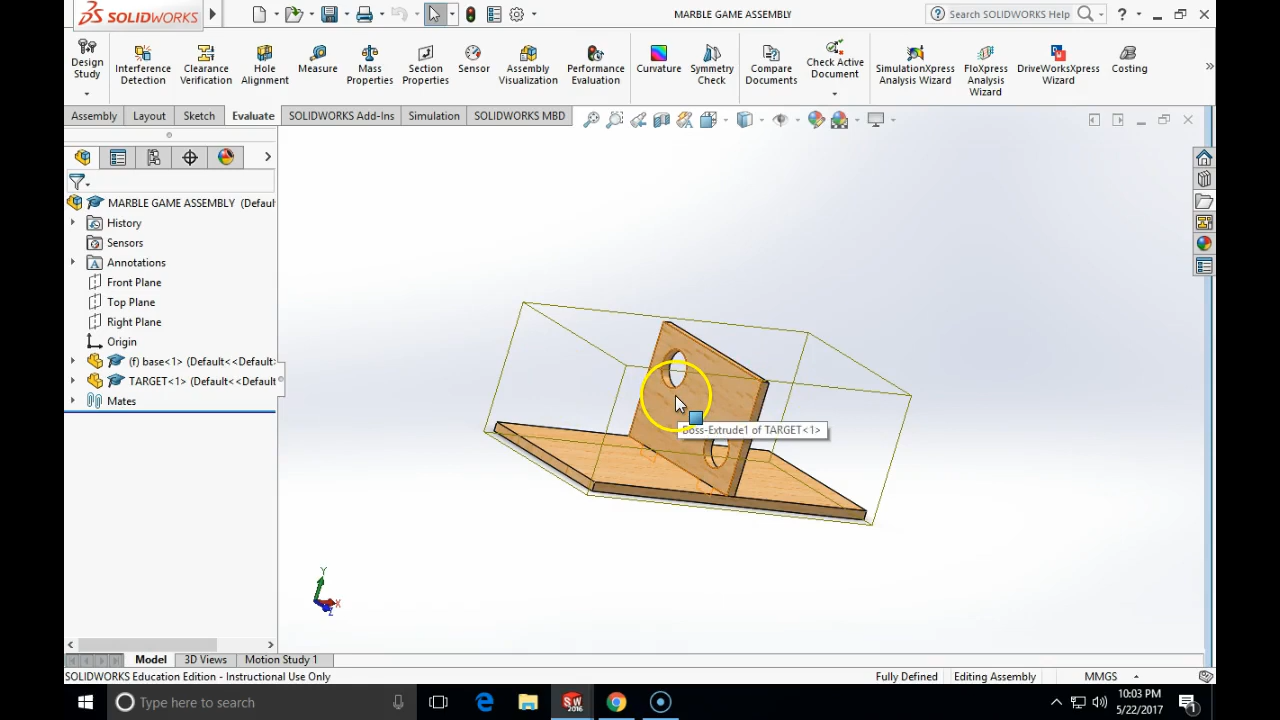 SOLIDWORKS
MARBLE GAME ASSEMBLY
Search SOLIDWORKS Help
Design Study
Interference Detection
Clearance Verification
Hole Alignment
Measure
Mass Properties
Section Properties
Sensor
Assembly Visualization
Performance Evaluation
Curvature
Symmetry Check
Compare Documents
Check Active Document
SimulationXpress Analysis Wizard
FloXpress Analysis Wizard
DriveWorksXpress Wizard
Costing
Assembly
Layout
Sketch
Evaluate
SOLIDWORKS Add-Ins
Simulation
SOLIDWORKS MBD
MARBLE GAME ASSEMBLY (Defaul
History
Sensors
Annotations
Front Plane
Top Plane
Right Plane
Origin
(f) base<1> (Default<<Default
TARGET<1> (Default<<Default
Mates
Boss-Extrude1 of TARGET<1>
Y
X
Z
Model
3D Views
Motion Study 1
SOLIDWORKS Education Edition - Instructional Use Only
Fully Defined
Editing Assembly
MMGS
Type here to search
SW
2016
10:03 PM
5/22/2017
1